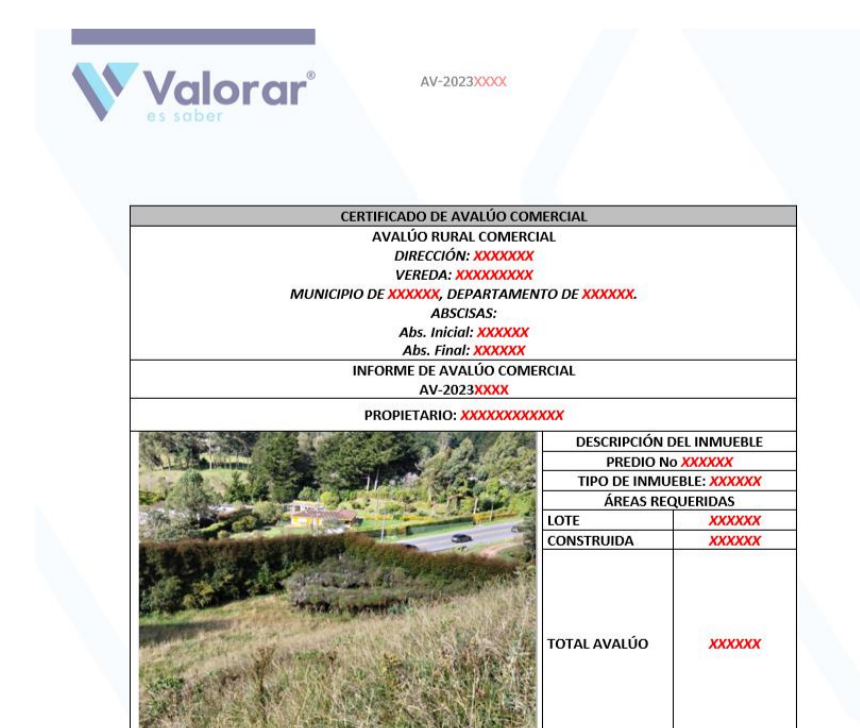 Valorar®
es saber
AV-2023XXXX
CERTIFICADO DE AVALÚO COMERCIAL
AVALÚO RURAL COMERCIAL
DIRECCIÓN: XXXXXXX
VEREDA: XXXXXXXXX
MUNICIPIO DE XXXXXX, DEPARTAMENTO DE XXXXXX.
ABSCISAS:
Abs. Inicial: XXXXXX
Abs. Final: XXXXXX
INFORME DE AVALÚO COMERCIAL
AV-2023XXXX
PROPIETARIO: XXXXXXXXXXXX
DESCRIPCIÓN DEL INMUEBLE
PREDIO No XXXXXX
TIPO DE INMUEBLE: XXXXXX
ÁREAS REQUERIDAS
LOTE XXXXXX
CONSTRUIDA XXXXXX
TOTAL AVALÚO XXXXXX